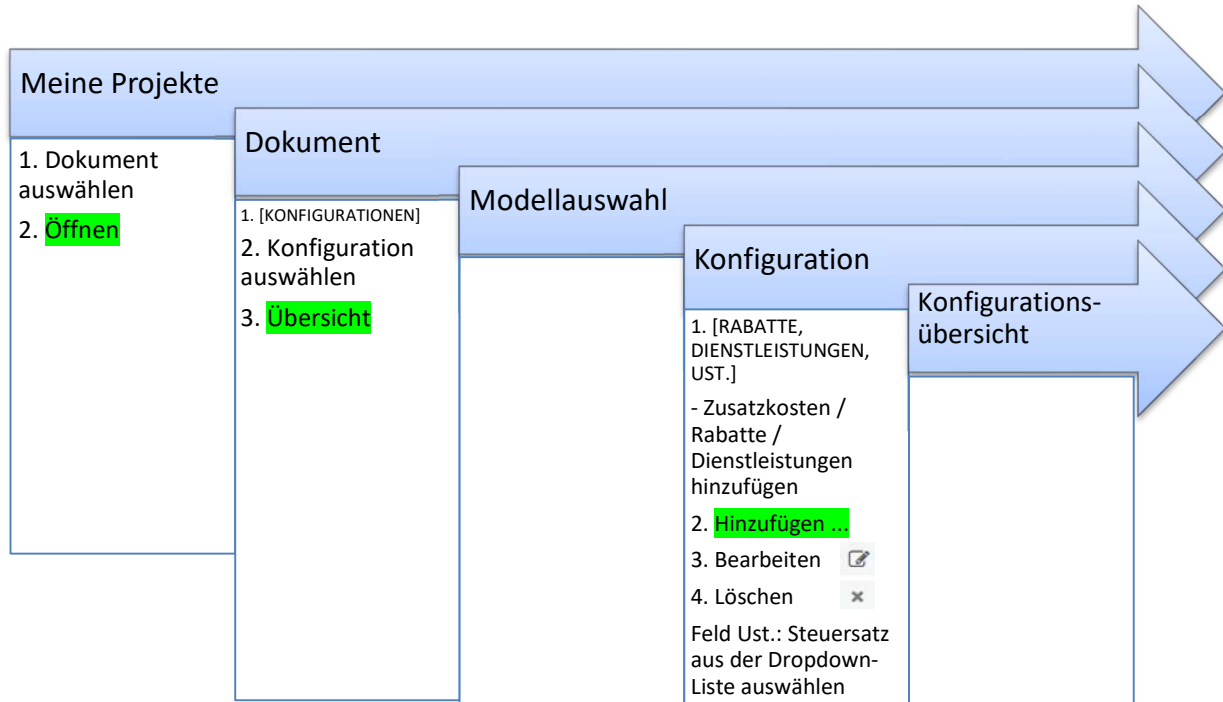 Meine Projekte
1. Dokument
auswählen
2. Öffnen
Dokument
1. [KONFIGURATIONEN]
2. Konfiguration
auswählen
3. Übersicht
Modellauswahl
Konfiguration
1. [RABATTE,
DIENSTLEISTUNGEN,
UST.]
- Zusatzkosten /
Rabatte /
Dienstleistungen
hinzufügen
2. Hinzufügen ...
3. Bearbeiten
4. Löschen
Feld Ust.: Steuersatz
aus der Dropdown-
Liste auswählen
Konfigurations-
übersicht